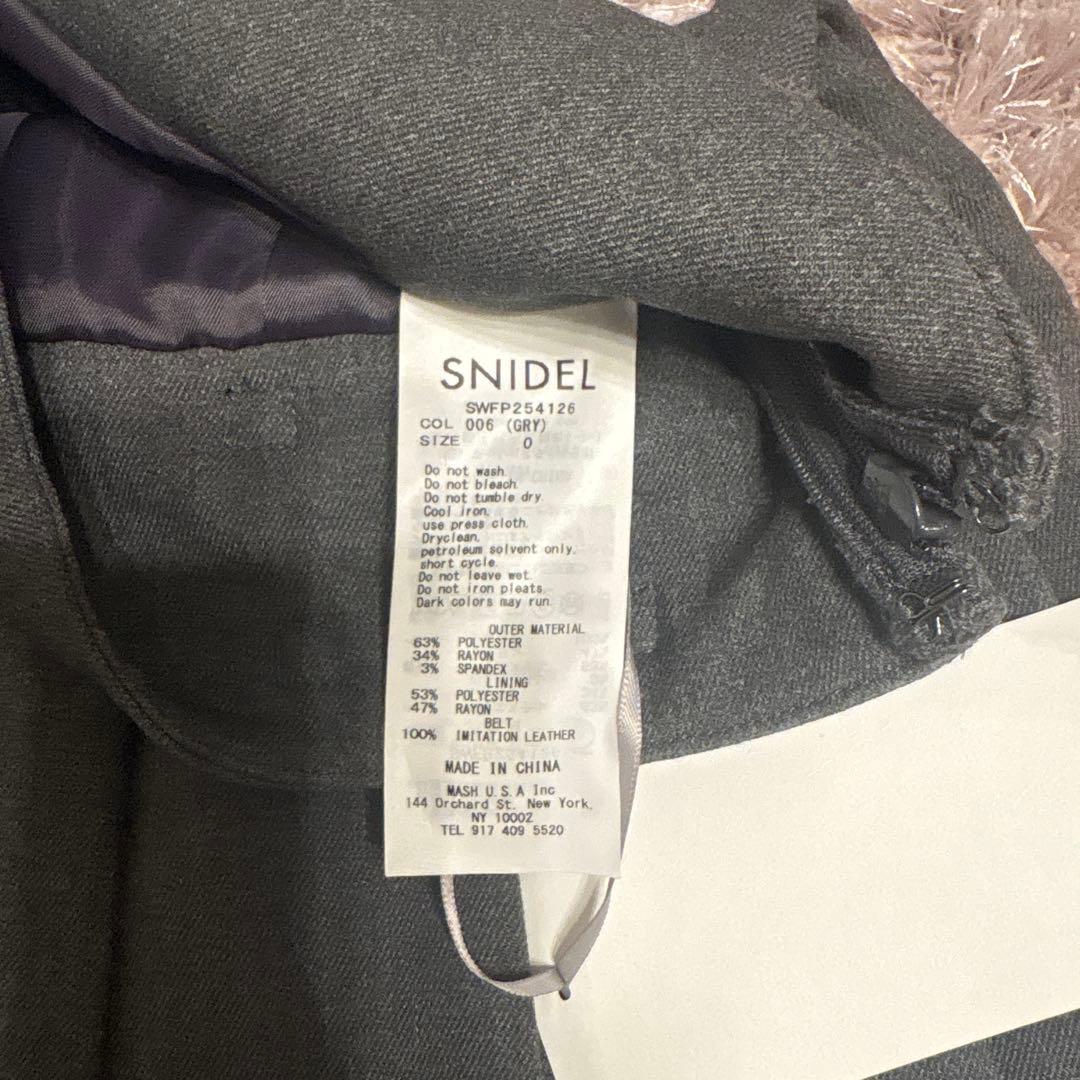 SNIDEL
SWFP254126
COL 006 (GRY)
SIZE 0
Do not wash.
Do not bleach.
Do not tumble dry.
Cool iron.
use press cloth.
Dryclean.
petroleum solvent only.
short cycle.
Do not leave wet.
Do not iron pleats.
Dark colors may run.
OUTER MATERIAL
63% POLYESTER
34% RAYON
3% SPANDEX
LINING
53% POLYESTER
47% RAYON
BELT
100% IMITATION LEATHER
MADE IN CHINA
MASH U.S.A Inc
144 Orchard St. New York,
NY 10002
TEL 917 409 5520